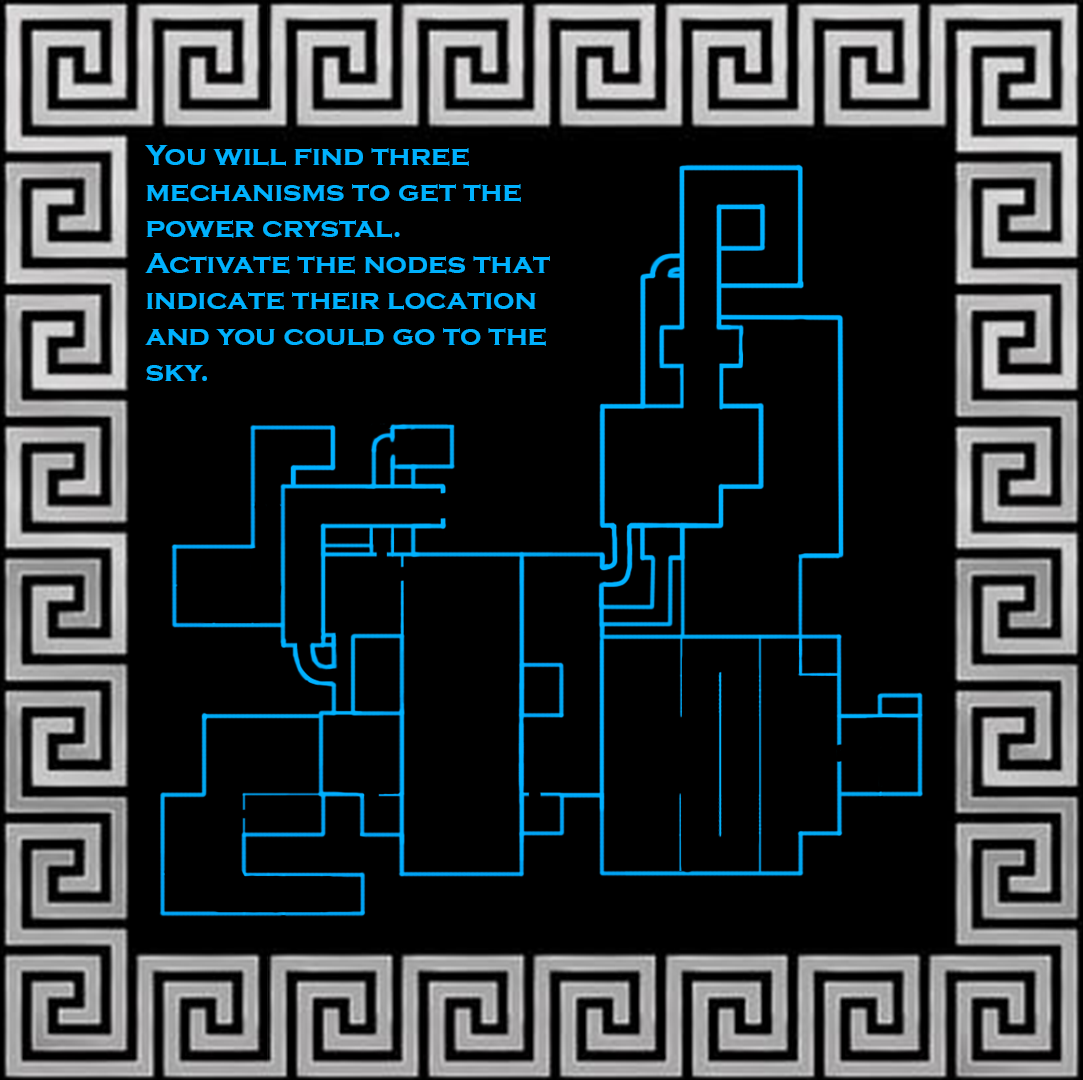 You will find three
mechanisms to get the
power crystal.
Activate the nodes that
indicate their location
and you could go to the
sky.